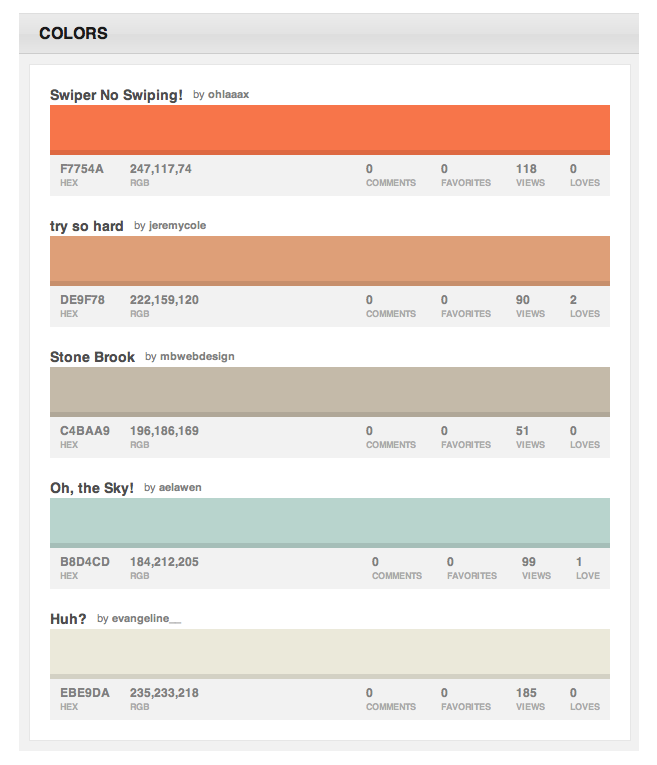 COLORS
Swiper No Swiping! by ohlaaax
F7754A 247,117,74 0 0 118 0
HEX RGB COMMENTS FAVORITES VIEWS LOVES
try so hard by jeremycole
DE9F78 222,159,120 0 0 90 2
HEX RGB COMMENTS FAVORITES VIEWS LOVES
Stone Brook by mbwebdesign
C4BAA9 196,186,169 0 0 51 0
HEX RGB COMMENTS FAVORITES VIEWS LOVES
Oh, the Sky! by aelawen
B8D4CD 184,212,205 0 0 99 1
HEX RGB COMMENTS FAVORITES VIEWS LOVE
Huh? by evangeline__
EBE9DA 235,233,218 0 0 185 0
HEX RGB COMMENTS FAVORITES VIEWS LOVES